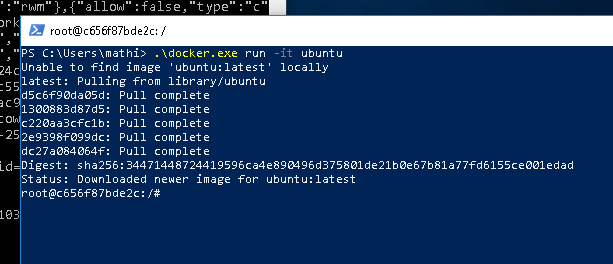 ":"rwm"},{"allow":false,"type":"c"
ork
root@c656f87bde2c: /
","
PS C:\Users\mathi> .\docker.exe run -it ubuntu
Unable to find image 'ubuntu:latest' locally
latest: Pulling from library/ubuntu
24c
d5c6f90da05d: Pull complete
c55
1300883d87d5: Pull complete
ac9
c220aa3cfc1b: Pull complete
cow
2e9398f099dc: Pull complete
-25
dc27a084064f: Pull complete
Digest: sha256:34471448724419596ca4e890496d375801de21b0e67b81a77fd6155ce001edad
id=
Status: Downloaded newer image for ubuntu:latest
root@c656f87bde2c:/#
103